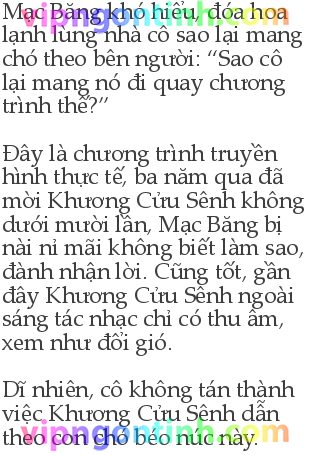 Mạc Băng khó hiểu, đóa hoa
vipngontinh.com
lạnh lùng nhà cô sao lại mang
chó theo bên người: “Sao cô
lại mang nó đi quay chương
trình thế?”
Đây là chương trình truyền
hình thực tế, ba năm qua đã
mời Khương Cửu Sênh không
dưới mười lần, Mạc Băng bị
nài nỉ mãi không biết làm sao,
đành nhận lời. Cũng tốt, gần
đây Khương Cửu Sênh ngoài
sáng tác nhạc chỉ có thu âm,
xem như đổi gió.
Dĩ nhiên, cô không tán thành
việc Khương Cửu Sênh dẫn
theo con chó béo núc này.
vipngontinh.com